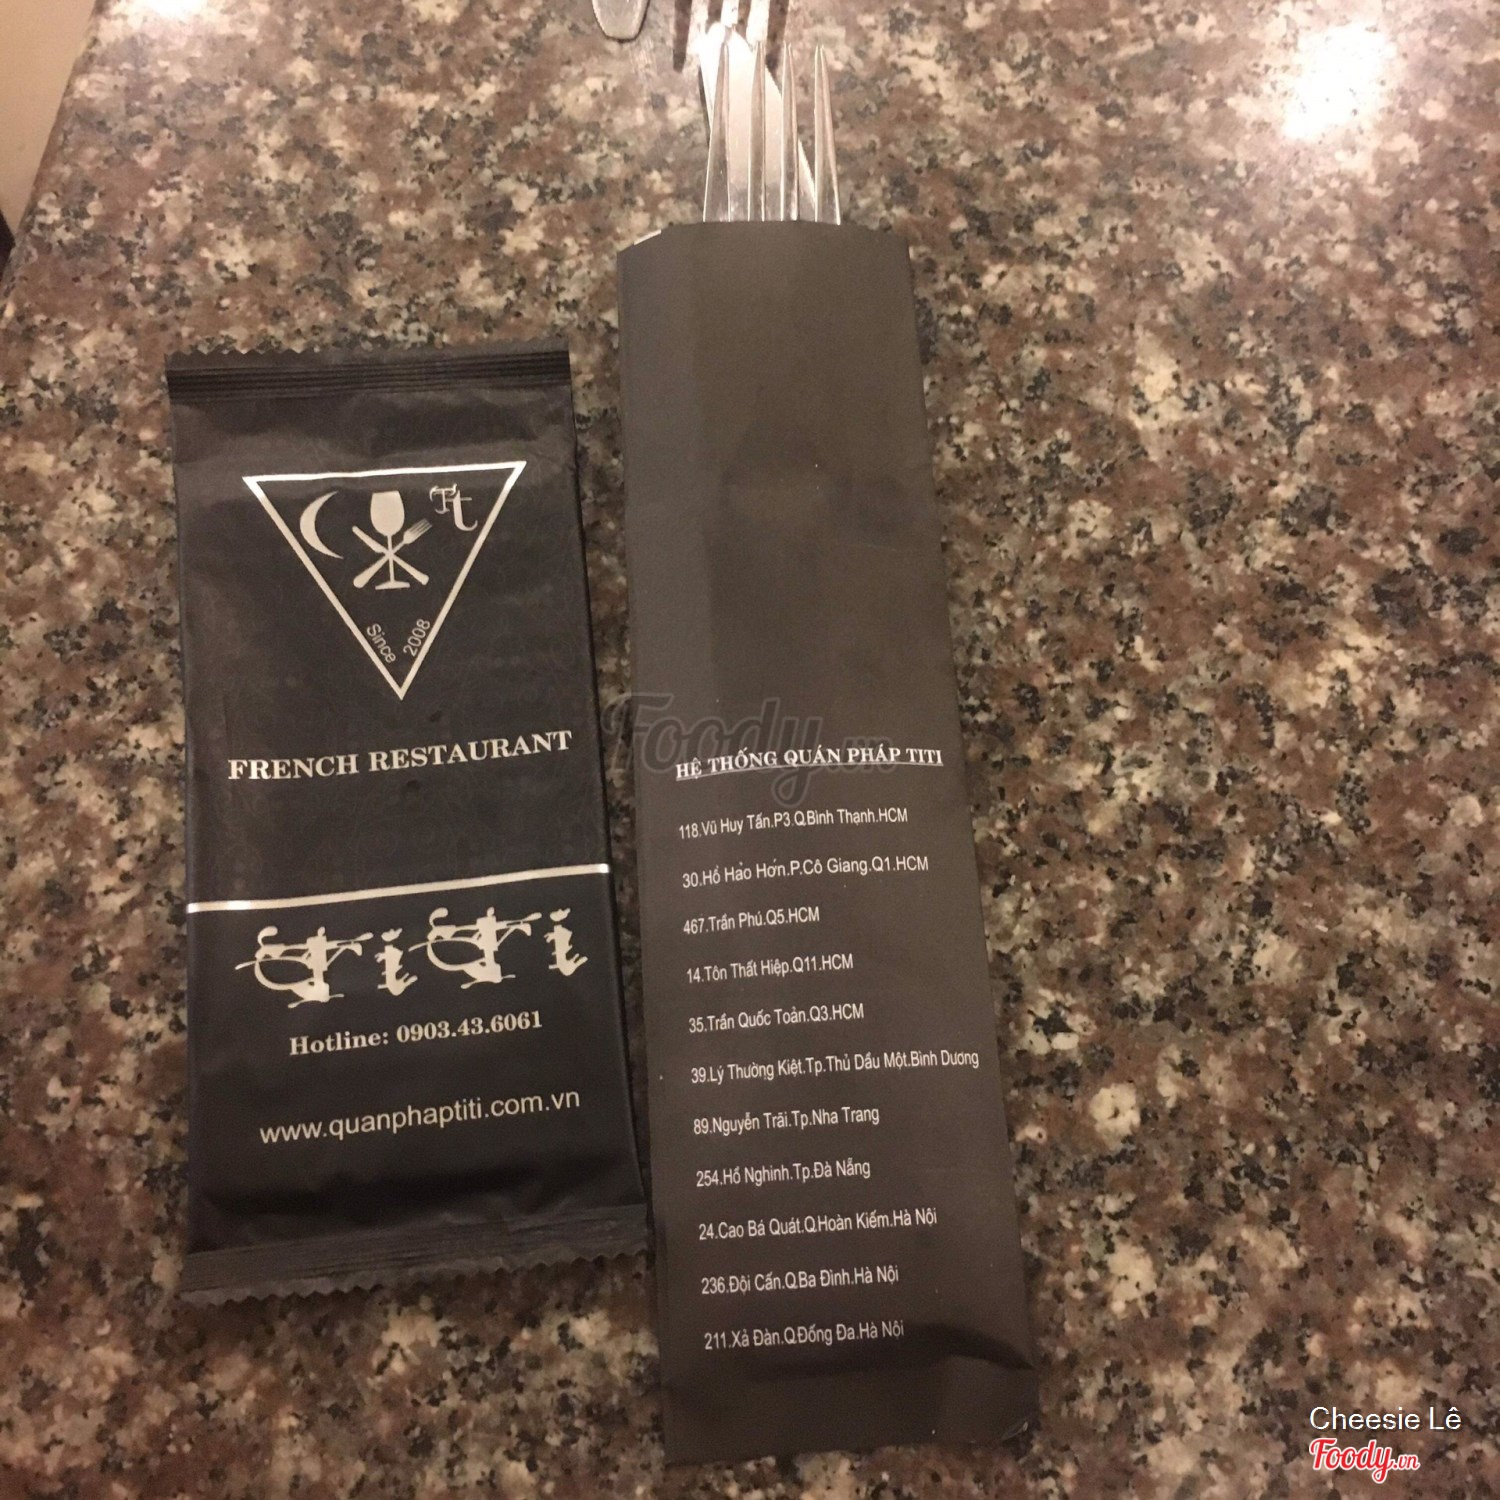 Tt
Since 2008
FRENCH RESTAURANT
TiTi
Hotline: 0903.43.6061
www.quanphaptiti.com.vn
HỆ THỐNG QUÁN PHÁP TITI
118.Vũ Huy Tấn.P3.Q.Bình Thạnh.HCM
30.Hồ Hảo Hớn.P.Cô Giang.Q1.HCM
467.Trần Phú.Q5.HCM
14.Tôn Thất Hiệp.Q11.HCM
35.Trần Quốc Toản.Q3.HCM
39.Lý Thường Kiệt.Tp.Thủ Dầu Một.Bình Dương
89.Nguyễn Trãi.Tp.Nha Trang
254.Hồ Nghinh.Tp.Đà Nẵng
24.Cao Bá Quát.Q.Hoàn Kiếm.Hà Nội
236.Đội Cấn.Q.Ba Đình.Hà Nội
211.Xả Đàn.Q.Đống Đa.Hà Nội
Foody.vn
Cheesie Lê
Foody.vn